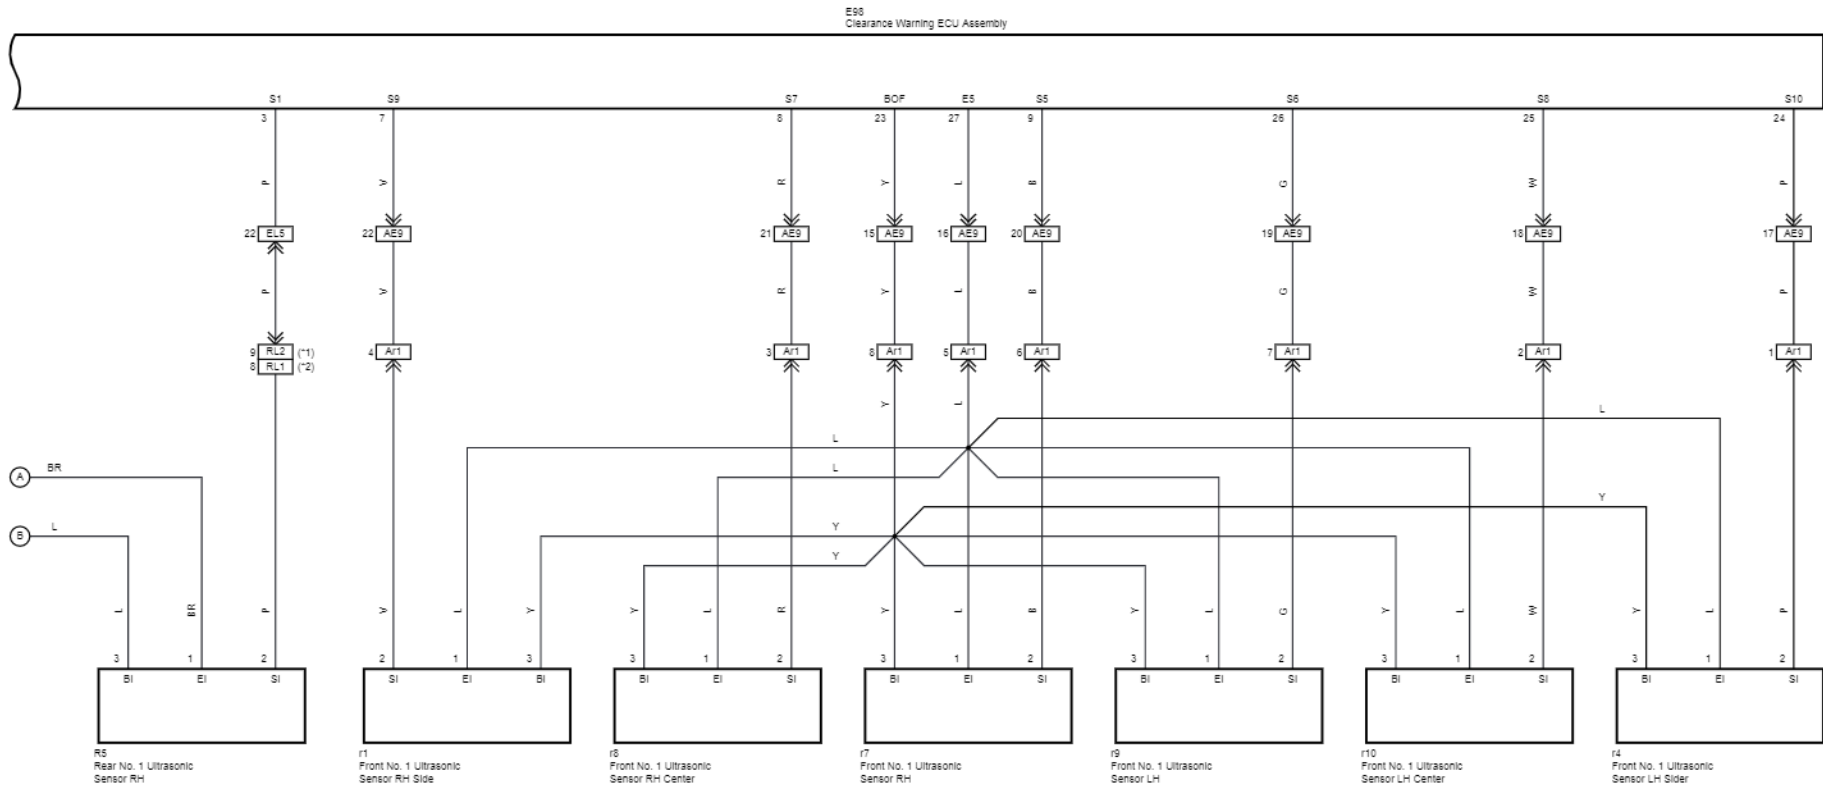 E98
Clearance Warning ECU Assembly
S1 S9 S7 BOF E5 S5 S6 S8 S10
3 7 8 23 27 9 26 25 24
P V R Y L B G W P
22 EL5 22 AE9 21 AE9 15 AE9 16 AE9 20 AE9 19 AE9 18 AE9 17 AE9
P V R Y L B G W P
9 RL2 (*1) 4 Ar1 3 Ar1 8 Ar1 5 Ar1 6 Ar1 7 Ar1 2 Ar1 1 Ar1
8 RL1 (*2)
Y L L
L
A BR L
Y
B L Y
Y
L BR P V L Y Y L R Y L B Y L G Y L W Y L P
3 1 2 2 1 3 3 1 2 3 1 2 3 1 2 3 1 2 3 1 2
BI EI SI SI EI BI BI EI SI BI EI SI BI EI SI BI EI SI BI EI SI
R5
Rear No. 1 Ultrasonic
Sensor RH
r1
Front No. 1 Ultrasonic
Sensor RH Side
r8
Front No. 1 Ultrasonic
Sensor RH Center
r7
Front No. 1 Ultrasonic
Sensor RH
r9
Front No. 1 Ultrasonic
Sensor LH
r10
Front No. 1 Ultrasonic
Sensor LH Center
r4
Front No. 1 Ultrasonic
Sensor LH Sider